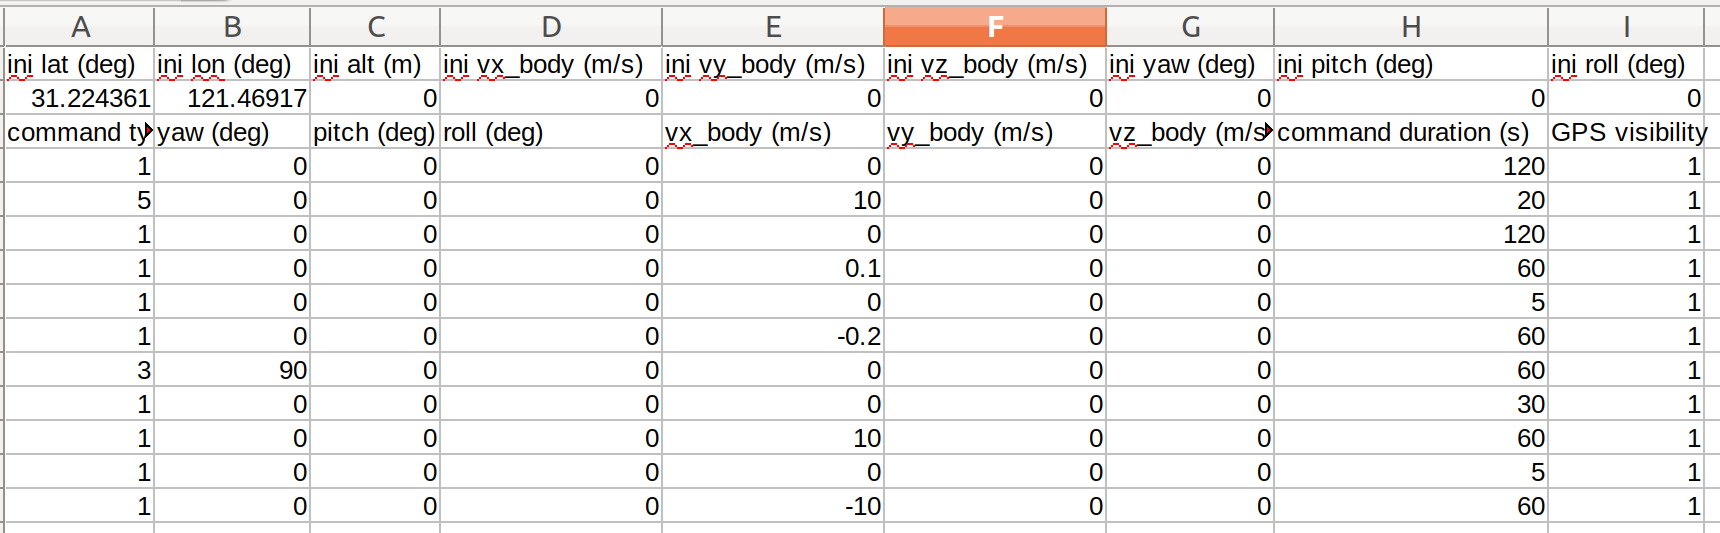 A B C D E F G H I
ini lat (deg) ini lon (deg) ini alt (m) ini vx_body (m/s) ini vy_body (m/s) ini vz_body (m/s) ini yaw (deg) ini pitch (deg) ini roll (deg)
31.224361 121.46917 0 0 0 0 0 0 0
command ty yaw (deg) pitch (deg) roll (deg) vx_body (m/s) vy_body (m/s) vz_body (m/s command duration (s) GPS visibility
1 0 0 0 0 0 0 120 1
5 0 0 0 10 0 0 20 1
1 0 0 0 0 0 0 120 1
1 0 0 0 0.1 0 0 60 1
1 0 0 0 0 0 0 5 1
1 0 0 0 -0.2 0 0 60 1
3 90 0 0 0 0 0 60 1
1 0 0 0 0 0 0 30 1
1 0 0 0 10 0 0 60 1
1 0 0 0 0 0 0 5 1
1 0 0 0 -10 0 0 60 1